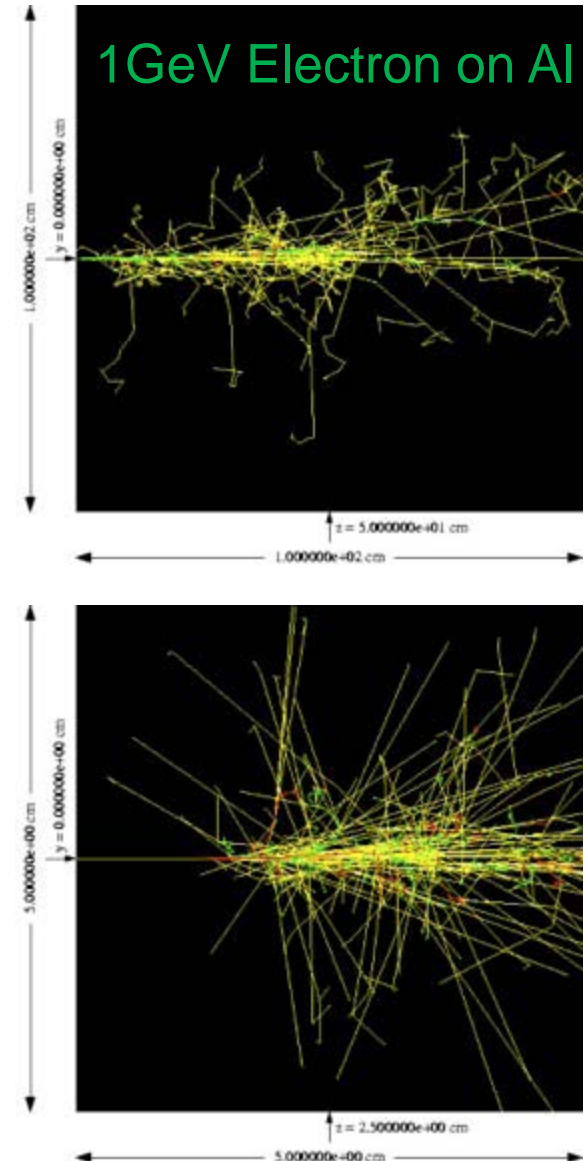 1GeV Electron on Al
1.000000e+02 cm
y = 0.000000e+00 cm
z = 5.000000e+01 cm
1.000000e+02 cm
5.000000e+00 cm
y = 0.000000e+00 cm
z = 2.500000e+00 cm
5.000000e+00 cm